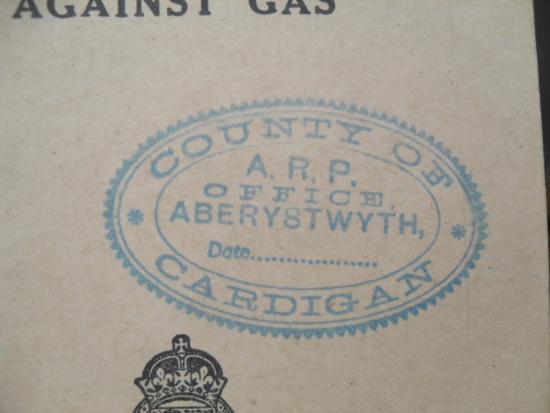 AGAINST GAS
COUNTY OF
A. R. P.
OFFICE,
ABERYSTWYTH,
Date....................
CARDIGAN